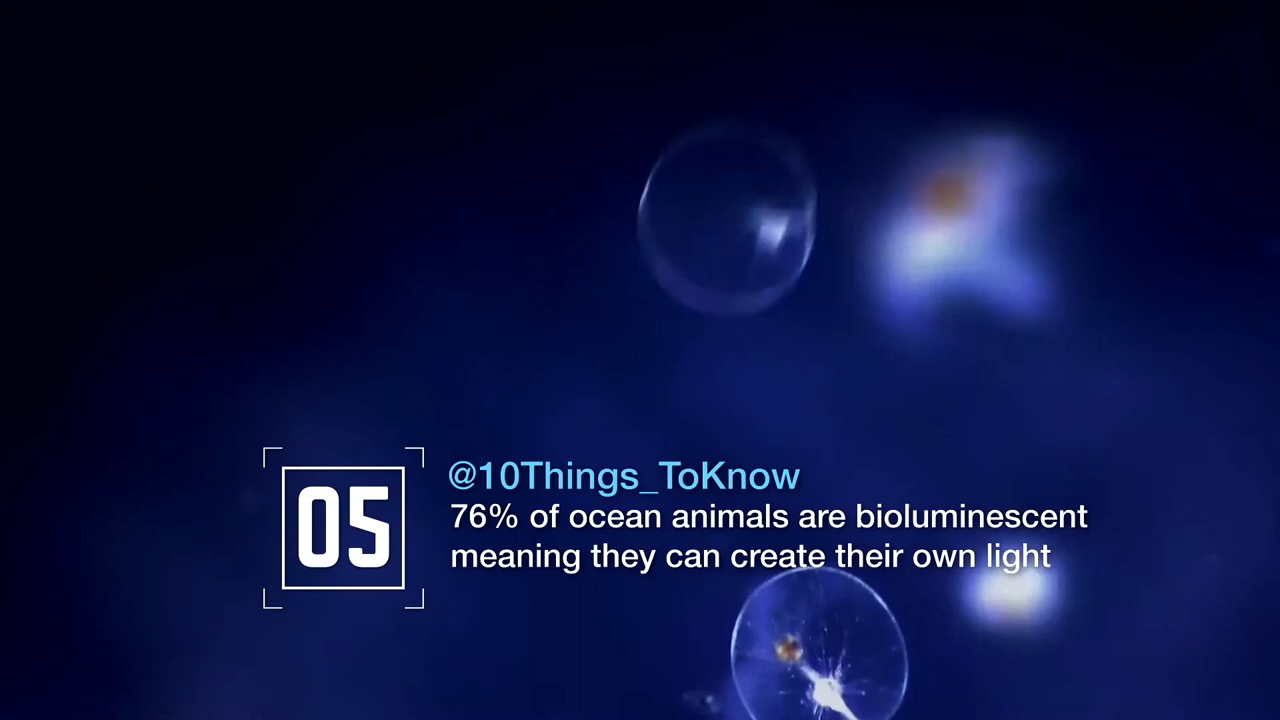 05
@10Things_ToKnow
76% of ocean animals are bioluminescent
meaning they can create their own light